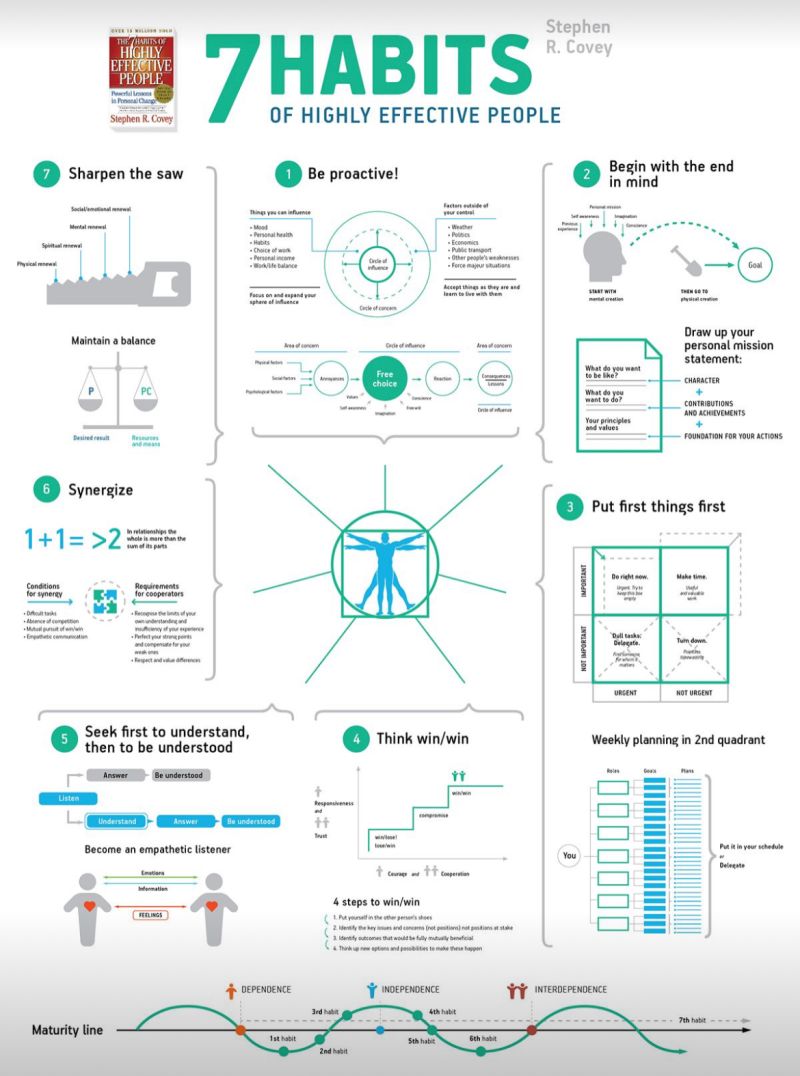 OVER 15 MILLION SOLD
THE 7 HABITS OF
HIGHLY
EFFECTIVE
PEOPLE
Powerful Lessons
in Personal Change
Stephen R. Covey
7 HABITS
OF HIGHLY EFFECTIVE PEOPLE
Stephen
R. Covey
1 Be proactive!
Things you can influence
• Mood
• Personal health
• Habits
• Choice of work
• Personal income
• Work/life balance
Focus on and expand your
sphere of influence
Circle of
influence
Circle of concern
Factors outside of
your control
• Weather
• Politics
• Economics
• Public transport
• Other people's weaknesses
• Force majeur situations
Accept things as they are and
learn to live with them
Area of concern
Circle of influence
Area of concern
Physical factors
Social factors
Psychological factors
Annoyances
Free
choice
Reaction
Consequences
Lessons
Values
Self awareness
Imagination
Conscience
Free will
Circle of influence
2 Begin with the end
in mind
Personal mission
Self awareness
Imagination
Previous
experience
Conscience
START WITH
mental creation
THEN GO TO
physical creation
Goal
Draw up your
personal mission
statement:
What do you want
to be like?
What do you
want to do?
Your principles
and values
CHARACTER
+
CONTRIBUTIONS
AND ACHIEVEMENTS
+
FOUNDATION FOR YOUR ACTIONS
3 Put first things first
IMPORTANT
NOT IMPORTANT
Do right now.
Urgent. Try to
keep this box
empty
Make time.
Useful
and valuable
work
Dull tasks:
Delegate.
Find someone
for whom it
matters
Turn down.
Pointless
timewasting
URGENT
NOT URGENT
Weekly planning in 2nd quadrant
Roles
Goals
Plans
You
Put it in your schedule
or
Delegate
4 Think win/win
Responsiveness
and
Trust
win/lose!
lose/win
compromise
win/win
Courage and Cooperation
4 steps to win/win
1. Put yourself in the other person's shoes
2. Identify the key issues and concerns (not positions) not positions at stake
3. Identify outcomes that would be fully mutually beneficial
4. Think up new options and possibilities to make these happen
5 Seek first to understand,
then to be understood
Answer
Be understood
Listen
Understand
Answer
Be understood
Become an empathetic listener
Emotions
Information
FEELINGS
6 Synergize
1+1= >2
In relationships the
whole is more than the
sum of its parts
Conditions
for synergy
• Difficult tasks
• Absence of competition
• Mutual pursuit of win/win
• Empathetic communication
Requirements
for cooperators
• Recognise the limits of your
own understanding and
insufficiency of your experience
• Perfect your strong points
and compensate for your
weak ones
• Respect and value differences
7 Sharpen the saw
Social/emotional renewal
Mental renewal
Spiritual renewal
Physical renewal
Maintain a balance
P
PC
Desired result
Resources
and means
Maturity line
DEPENDENCE
INDEPENDENCE
INTERDEPENDENCE
1st habit
2nd habit
3rd habit
4th habit
5th habit
6th habit
7th habit